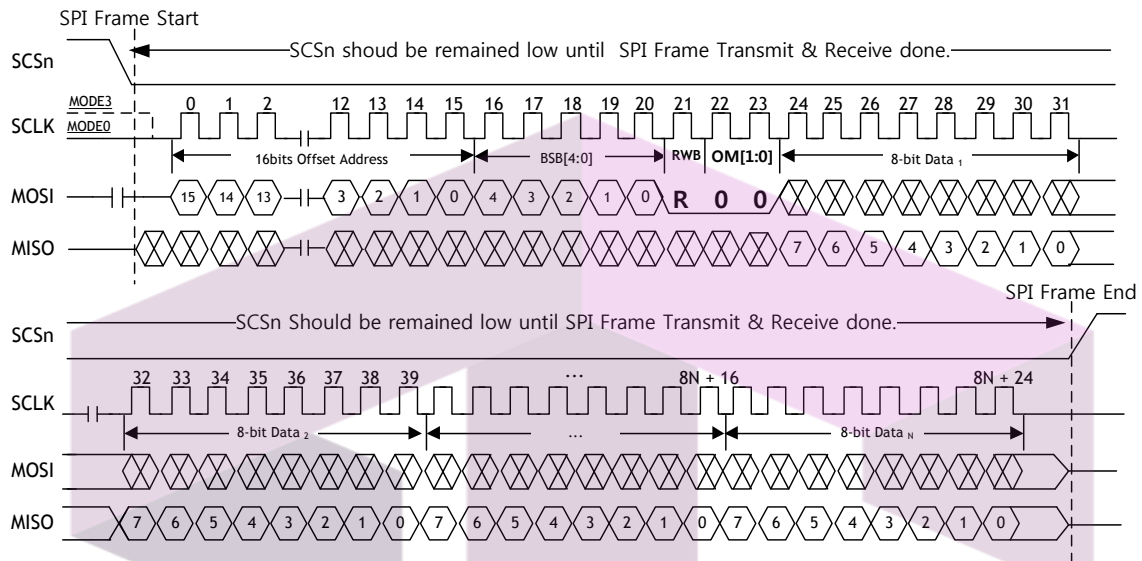 SPI Frame Start
SCSn
SCSn shoud be remained low until SPI Frame Transmit & Receive done.
MODE3
SCLK
MODE0
0 1 2 12 13 14 15 16 17 18 19 20 21 22 23 24 25 26 27 28 29 30 31
16bits Offset Address
BSB[4:0]
RWB
OM[1:0]
8-bit Data 1
MOSI
15 14 13 3 2 1 0 4 3 2 1 0 R 0 0
MISO
7 6 5 4 3 2 1 0
SPI Frame End
SCSn
SCSn Should be remained low until SPI Frame Transmit & Receive done.
SCLK
32 33 34 35 36 37 38 39 ... 8N + 16 8N + 24
8-bit Data 2
...
8-bit Data N
MOSI
MISO
7 6 5 4 3 2 1 0 7 6 5 4 3 2 1 0 7 6 5 4 3 2 1 0